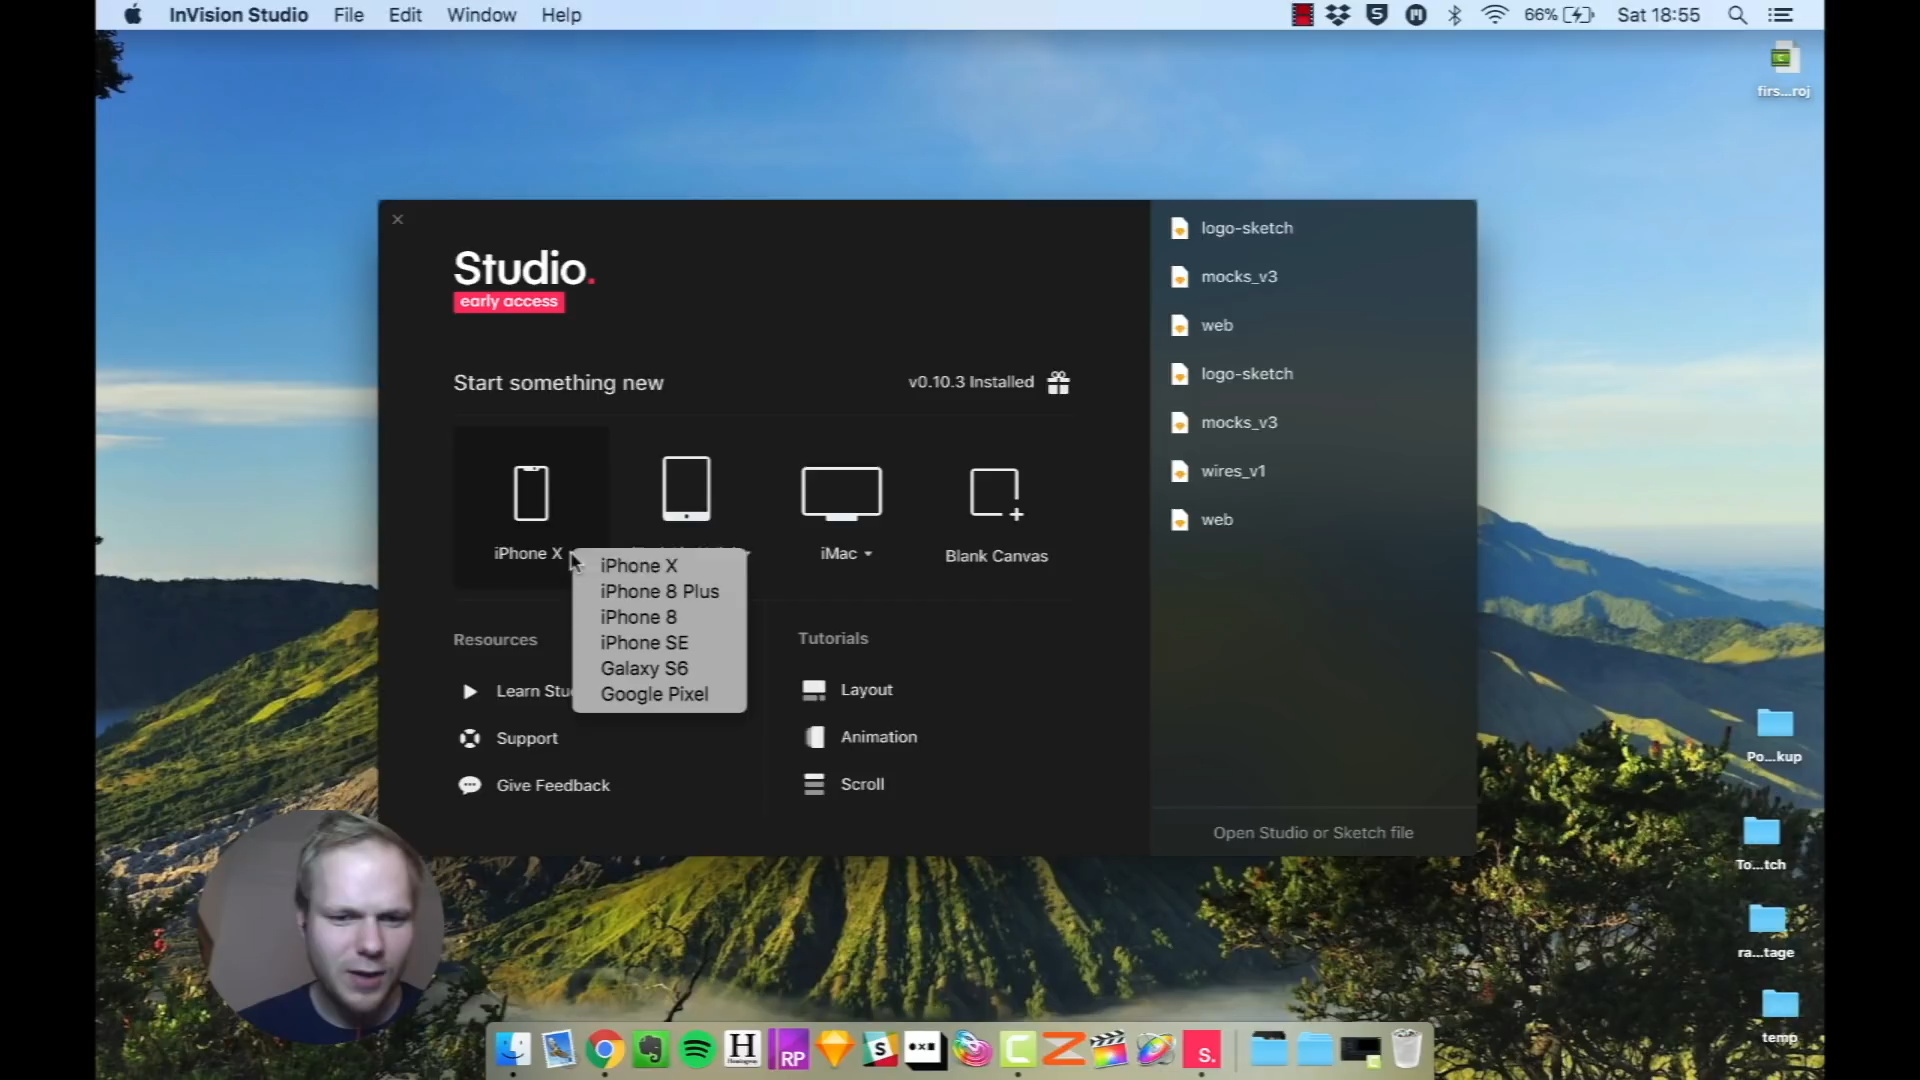 InVision Studio File Edit Window Help
66% Sat 18:55
firs...roj
Studio.
early access
Start something new
v0.10.3 Installed
iPhone X
iMac
Blank Canvas
iPhone X
iPhone 8 Plus
iPhone 8
iPhone SE
Galaxy S6
Google Pixel
Resources
Learn Stu
Support
Give Feedback
Tutorials
Layout
Animation
Scroll
logo-sketch
mocks_v3
web
logo-sketch
mocks_v3
wires_v1
web
Open Studio or Sketch file
Po...kup
To...tch
ra...tage
temp
H
RP
S
S.